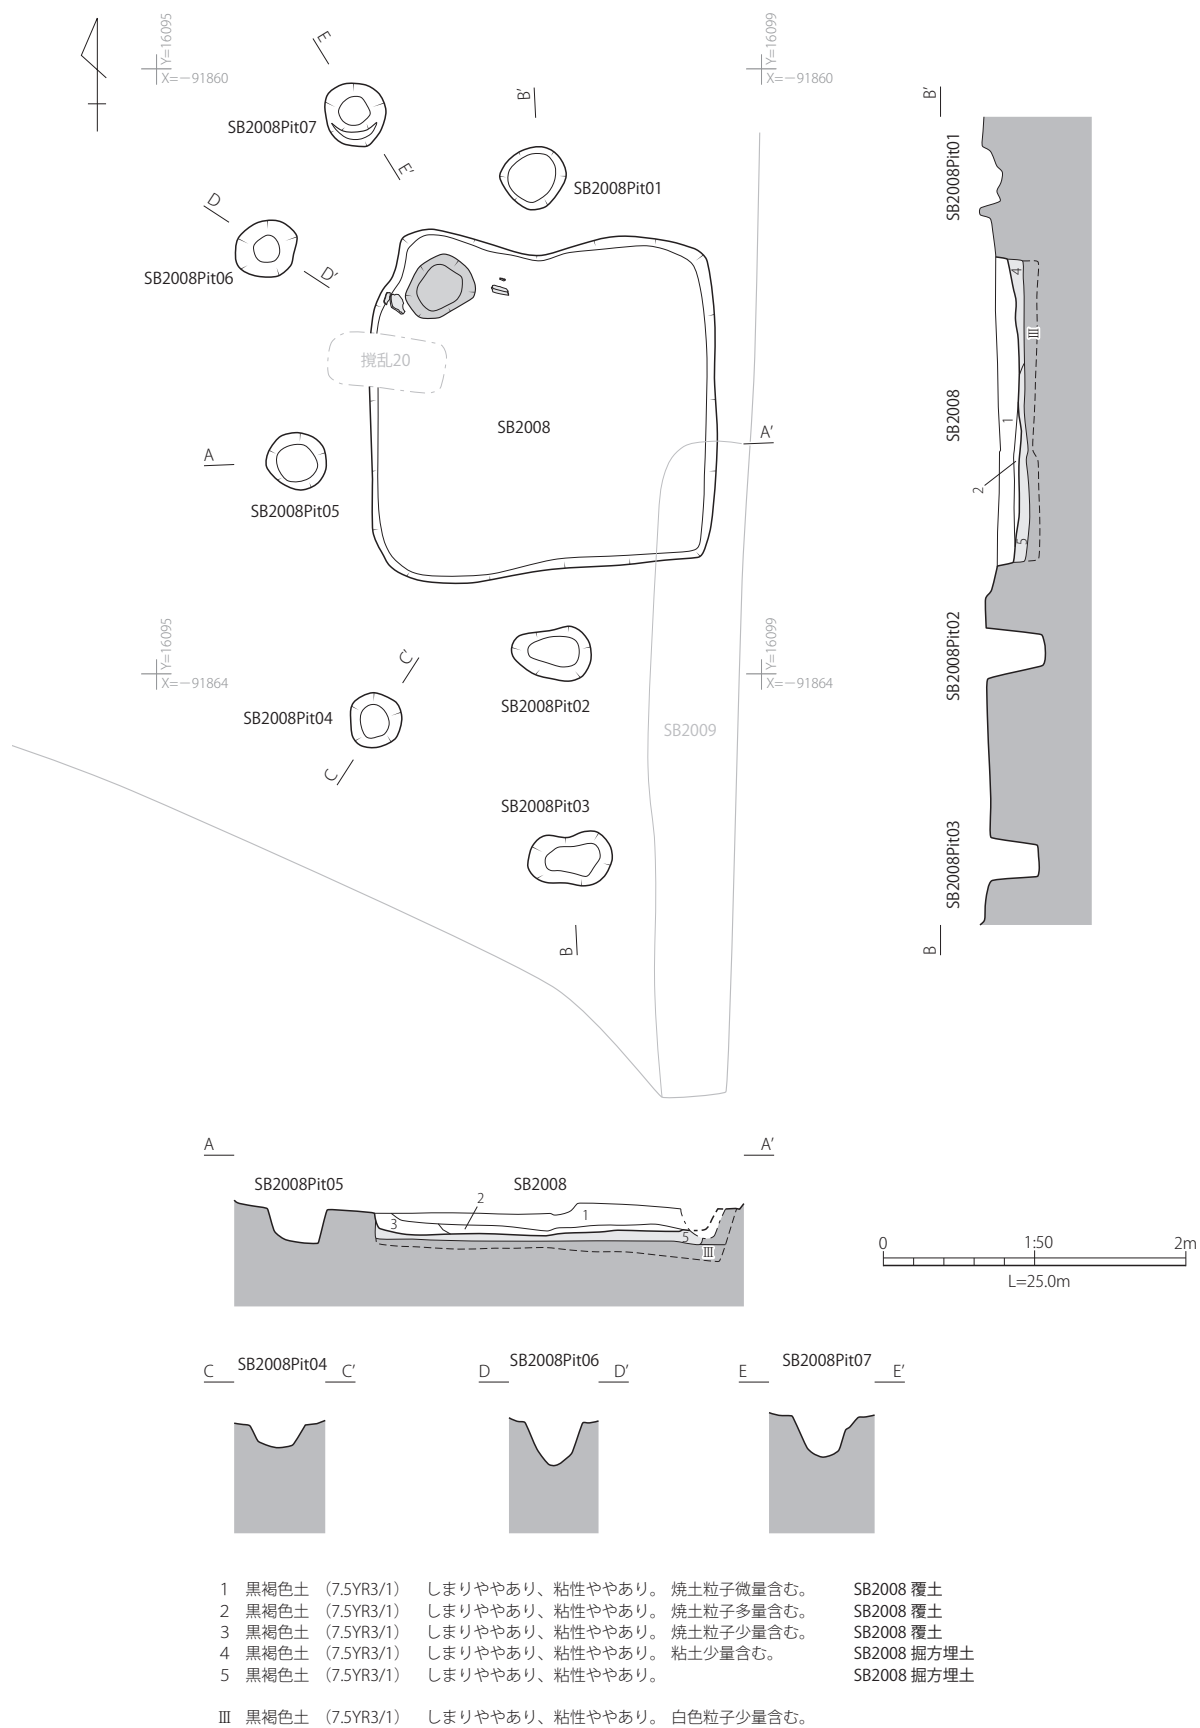 Y=16095
X=－91860
Y=16099
X=－91860
E
SB2008Pit07
E’
B’
SB2008Pit01
D
SB2008Pit06
D’
撹乱20
SB2008
A
A’
SB2008Pit05
Y=16095
X=－91864
Y=16099
X=－91864
C’
SB2008Pit04
C
SB2008Pit02
SB2009
SB2008Pit03
B
B’
SB2008Pit01
4
Ⅲ
SB2008
1
2
5
SB2008Pit02
SB2008Pit03
B
A
A’
SB2008Pit05
SB2008
2
3
1
5
Ⅲ
0
1:50
2m
L=25.0m
C
SB2008Pit04
C’
D
SB2008Pit06
D’
E
SB2008Pit07
E’
1 黒褐色土 （7.5YR3/1） しまりややあり、粘性ややあり。 焼土粒子微量含む。 SB2008 覆土
2 黒褐色土 （7.5YR3/1） しまりややあり、粘性ややあり。 焼土粒子多量含む。 SB2008 覆土
3 黒褐色土 （7.5YR3/1） しまりややあり、粘性ややあり。 焼土粒子少量含む。 SB2008 覆土
4 黒褐色土 （7.5YR3/1） しまりややあり、粘性ややあり。 粘土少量含む。 SB2008 掘方埋土
5 黒褐色土 （7.5YR3/1） しまりややあり、粘性ややあり。 SB2008 掘方埋土
Ⅲ 黒褐色土 （7.5YR3/1） しまりややあり、粘性ややあり。 白色粒子少量含む。